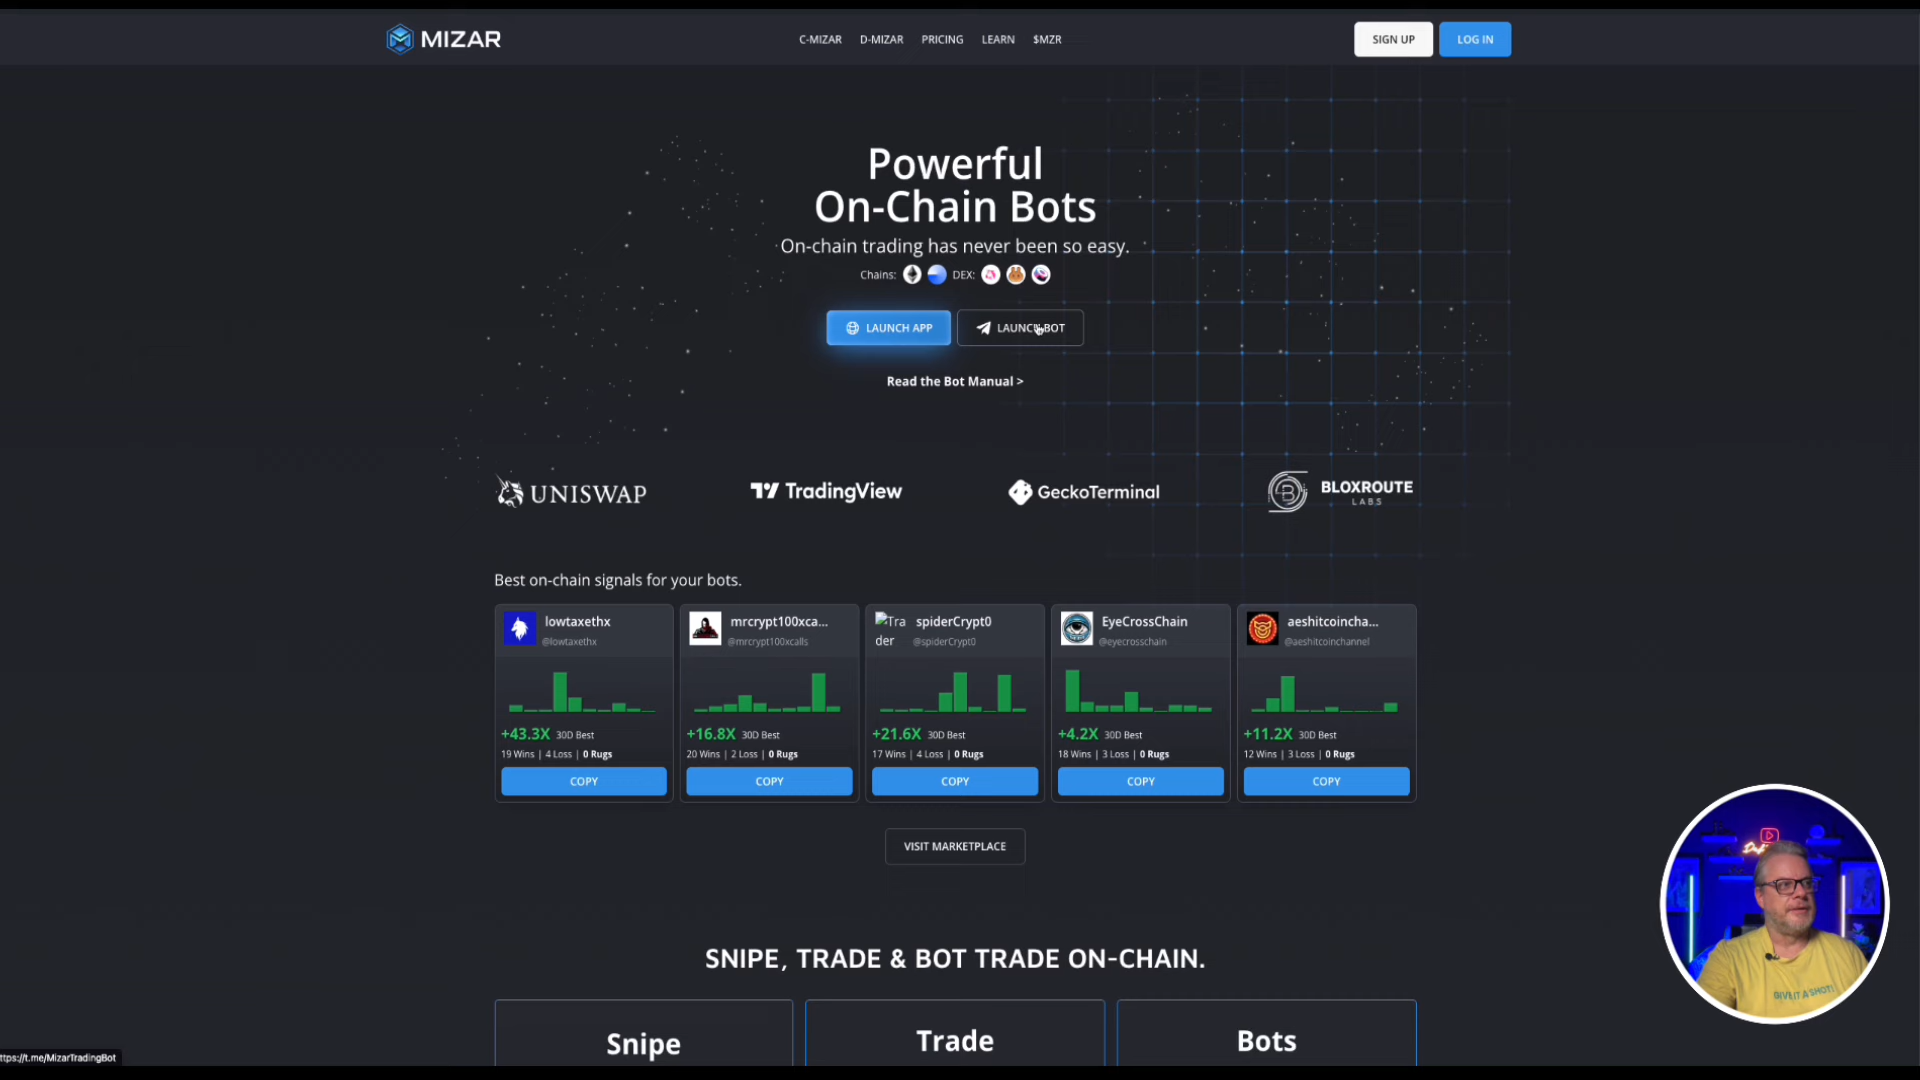 MIZAR
C-MIZAR D-MIZAR PRICING LEARN $MZR
SIGN UP LOG IN
Powerful
On-Chain Bots
On-chain trading has never been so easy.
Chains: DEX:
LAUNCH APP LAUNCH BOT
Read the Bot Manual >
UNISWAP TradingView GeckoTerminal BLOXROUTE
LABS
Best on-chain signals for your bots.
lowtaxethx
@lowtaxethx
+43.3X 30D Best
19 Wins | 4 Loss | 0 Rugs
COPY
mrcrypt100xca...
@mrcrypt100xcalls
+16.8X 30D Best
20 Wins | 2 Loss | 0 Rugs
COPY
Tra
der
spiderCrypt0
@spiderCrypt0
+21.6X 30D Best
17 Wins | 4 Loss | 0 Rugs
COPY
EyeCrossChain
@eyecrosschain
+4.2X 30D Best
18 Wins | 3 Loss | 0 Rugs
COPY
aeshitcoincha...
@aeshitcoinchannel
+11.2X 30D Best
12 Wins | 3 Loss | 0 Rugs
COPY
VISIT MARKETPLACE
SNIPE, TRADE & BOT TRADE ON-CHAIN.
Snipe Trade Bots
ttps://t.me/MizarTradingBot
GIVE IT A SHOT!